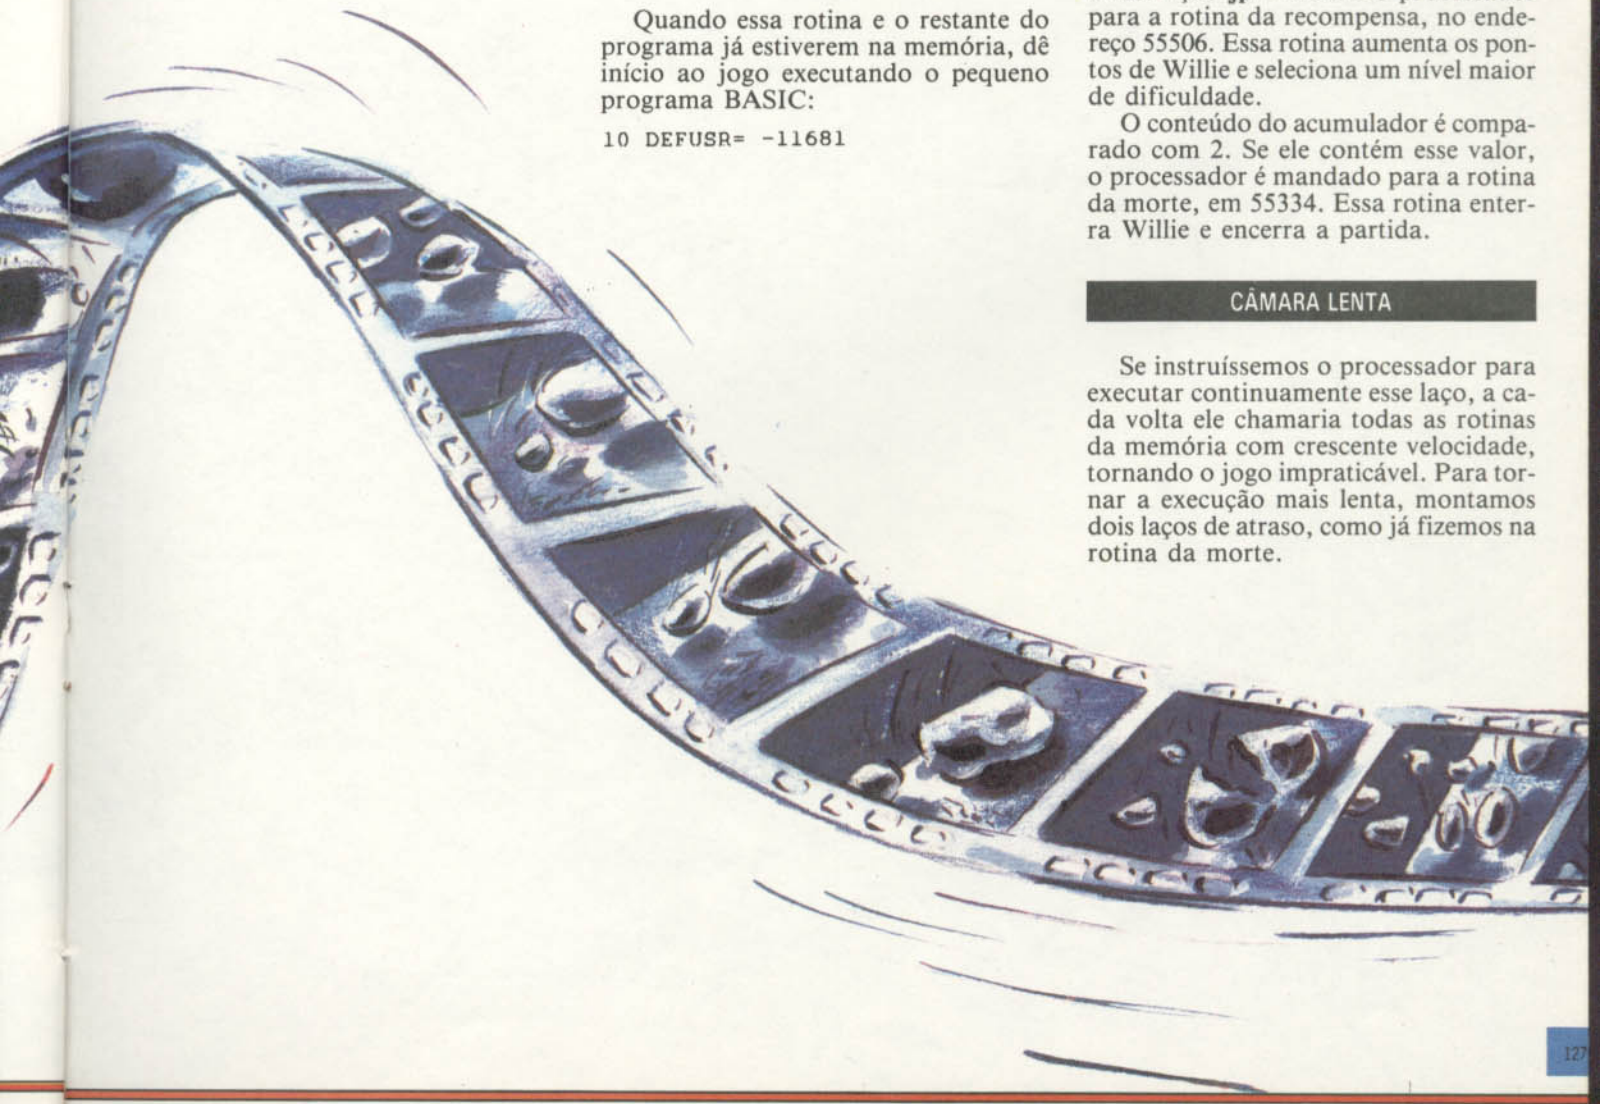 Quando essa rotina e o restante do
programa já estiverem na memória, dê
início ao jogo executando o pequeno
programa BASIC:
10 DEFUSR= -11681
para a rotina da recompensa, no ende-
reço 55506. Essa rotina aumenta os pon-
tos de Willie e seleciona um nível maior
de dificuldade.
O conteúdo do acumulador é compa-
rado com 2. Se ele contém esse valor,
o processador é mandado para a rotina
da morte, em 55334. Essa rotina enter-
ra Willie e encerra a partida.
CÂMARA LENTA
Se instruíssemos o processador para
executar continuamente esse laço, a ca-
da volta ele chamaria todas as rotinas
da memória com crescente velocidade,
tornando o jogo impraticável. Para tor-
nar a execução mais lenta, montamos
dois laços de atraso, como já fizemos na
rotina da morte.
127